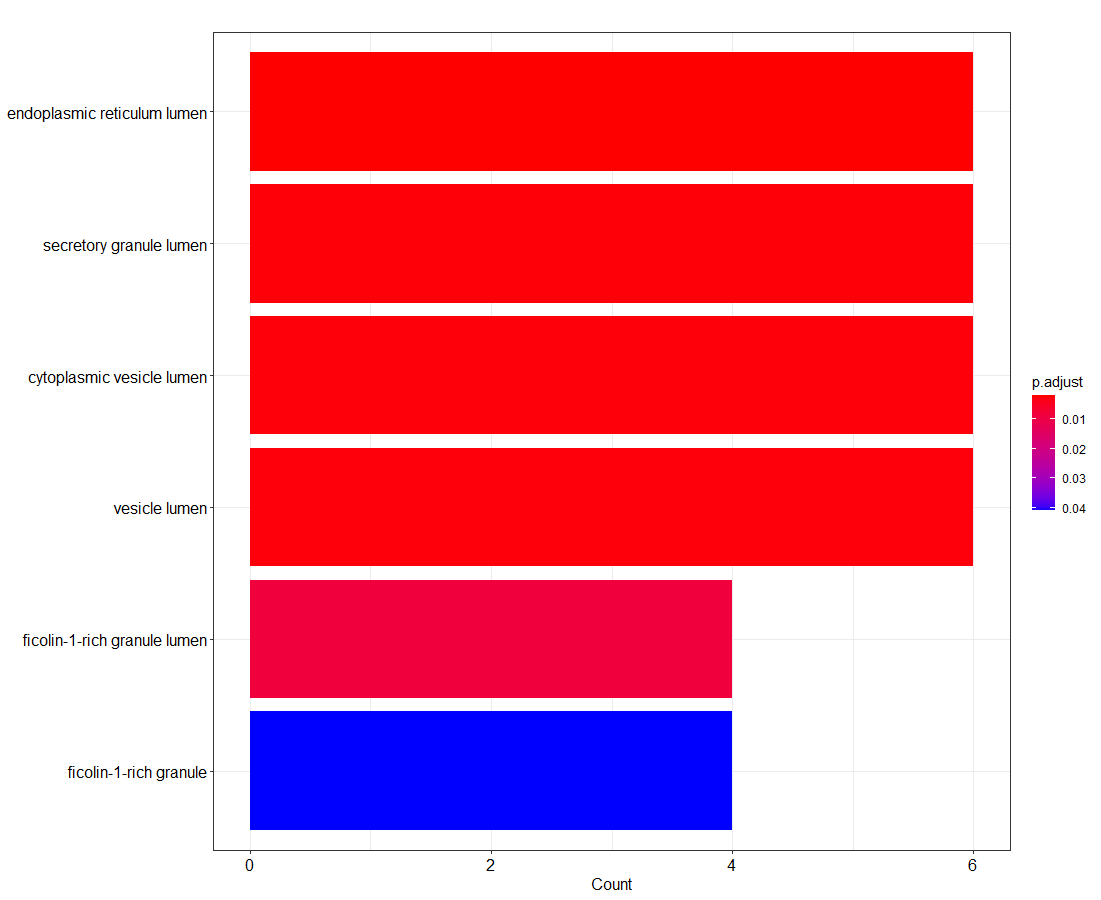 endoplasmic reticulum lumen
secretory granule lumen
cytoplasmic vesicle lumen
vesicle lumen
ficolin-1-rich granule lumen
ficolin-1-rich granule
0 2 4 6
Count
p.adjust
0.01
0.02
0.03
0.04